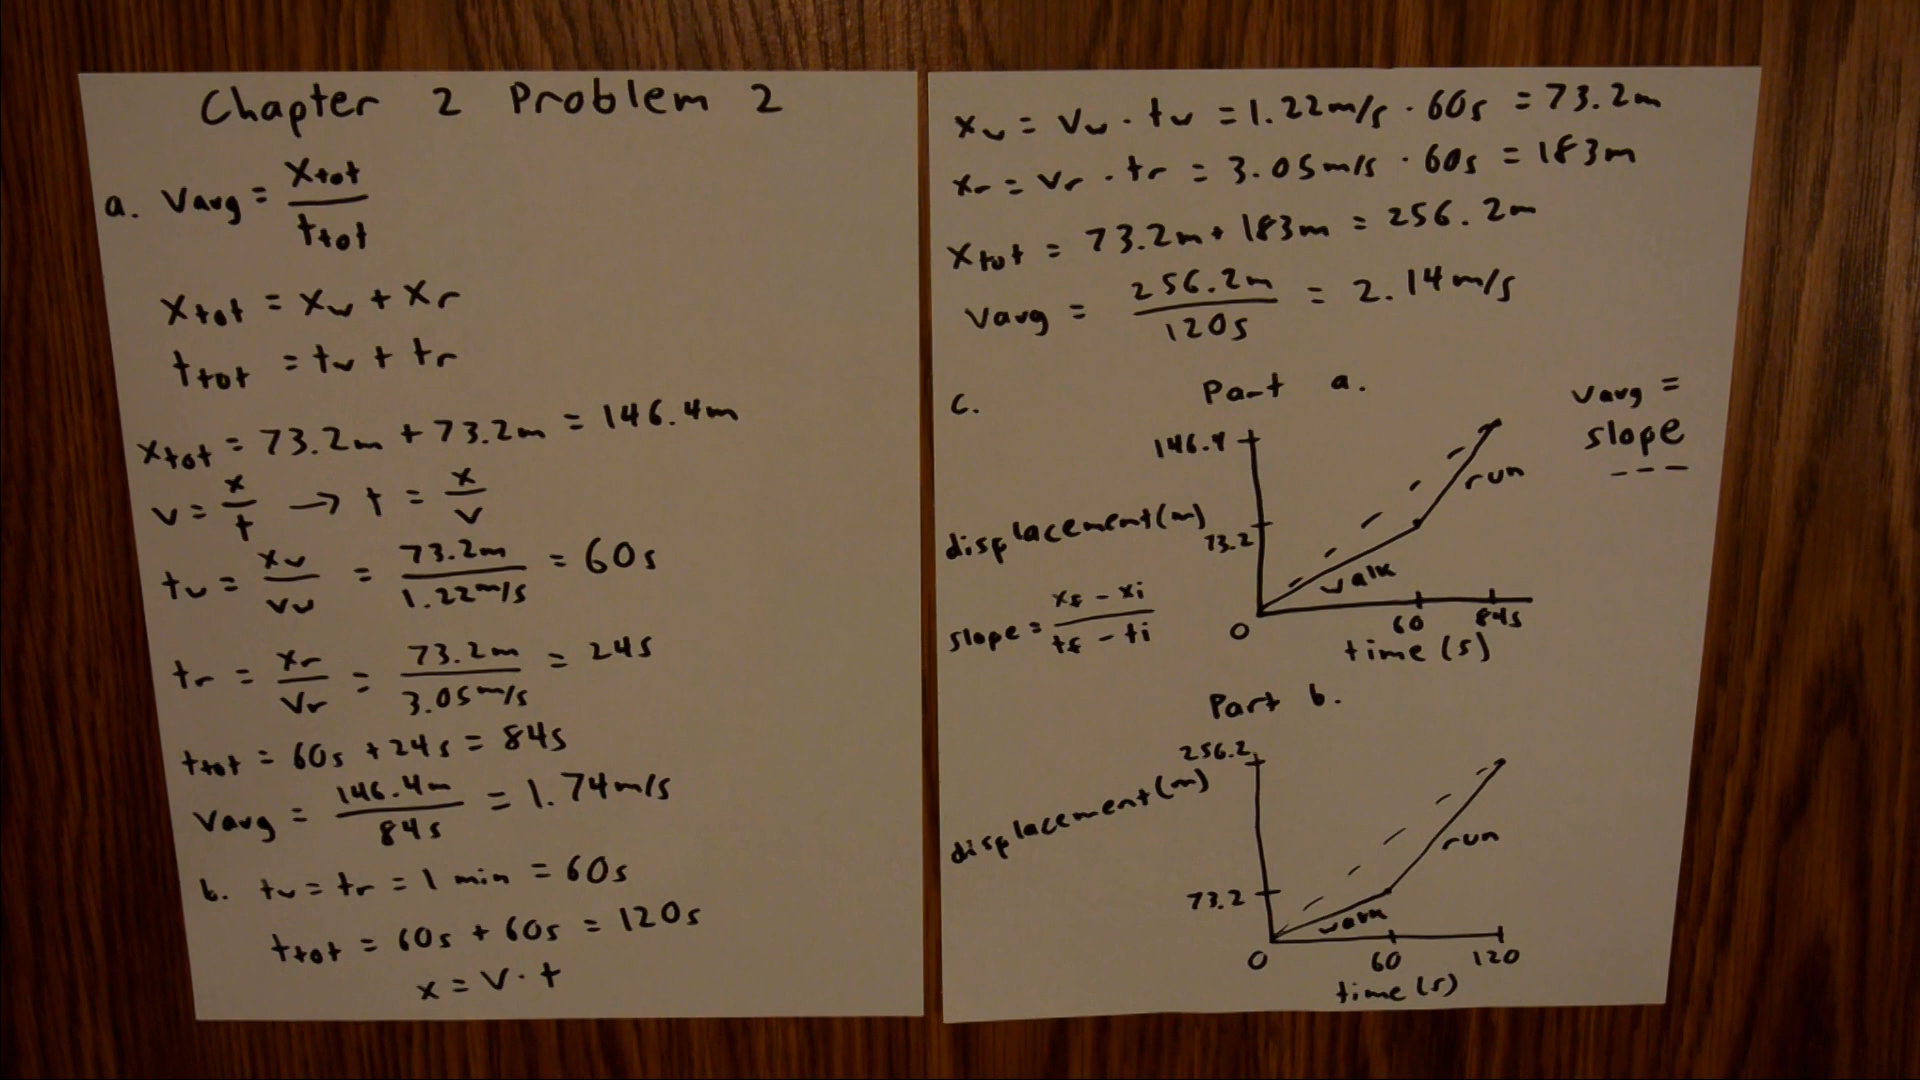 Chapter 2 Problem 2
a. Vavg = xtot / ttot
xtot = xw + xr
ttot = tw + tr
xtot = 73.2m + 73.2m = 146.4m
v = x/t → t = x/v
tw = xw/vw = 73.2m / 1.22m/s = 60s
tr = xr/vr = 73.2m / 3.05m/s = 24s
ttot = 60s + 24s = 84s
Vavg = 146.4m / 84s = 1.74m/s
b. tw = tr = 1 min = 60s
ttot = 60s + 60s = 120s
x = v · t
xw = vw · tw = 1.22m/s · 60s = 73.2m
xr = vr · tr = 3.05m/s · 60s = 183m
xtot = 73.2m + 183m = 256.2m
Vavg = 256.2m / 120s = 2.14m/s
c. Part a.
Vavg =
slope
---
146.4
run
displacement(m)
73.2
walk
slope = xf - xi / tf - ti
0 60 84s
time (s)
Part b.
256.2
displacement(m)
run
73.2
walk
0 60 120
time (s)